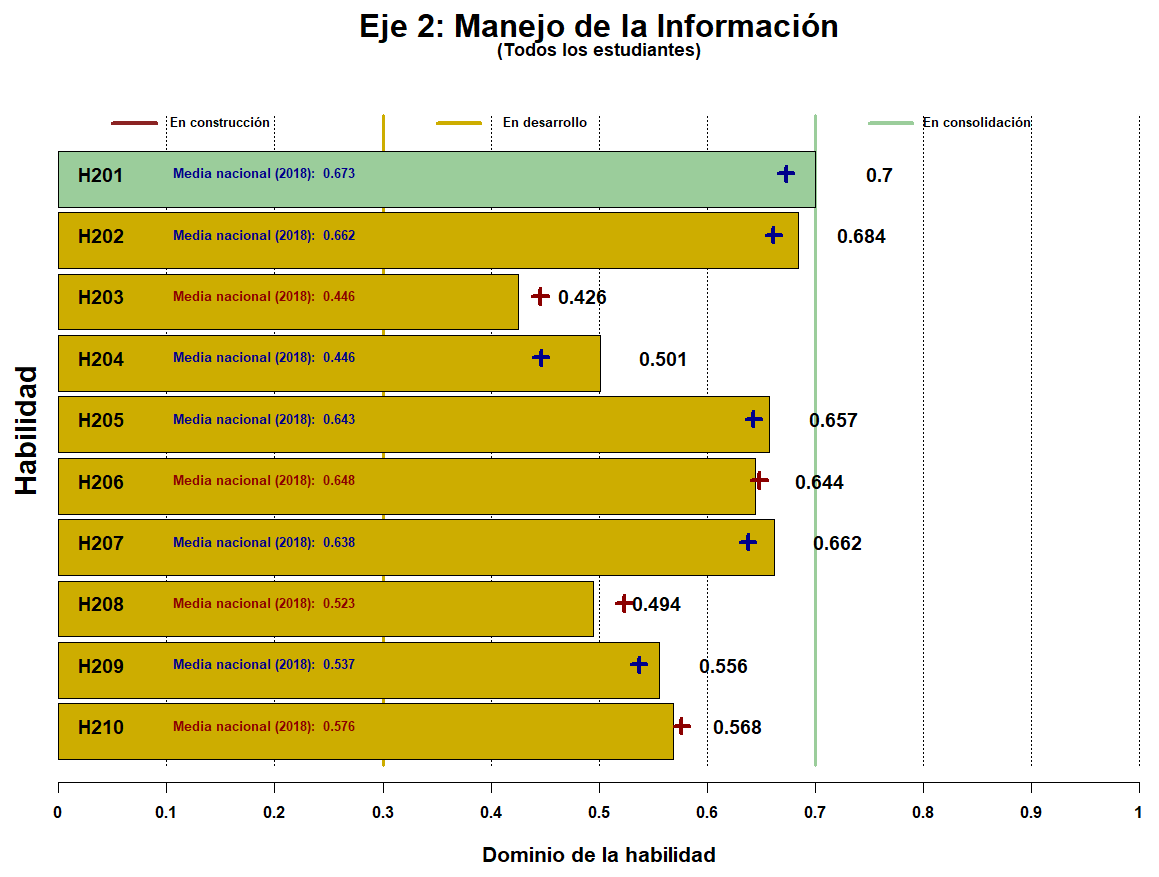 Eje 2: Manejo de la Información
(Todos los estudiantes)
En construcción En desarrollo En consolidación
H201 Media nacional (2018): 0.673 0.7
H202 Media nacional (2018): 0.662 0.684
H203 Media nacional (2018): 0.446 0.426
H204 Media nacional (2018): 0.446 0.501
H205 Media nacional (2018): 0.643 0.657
H206 Media nacional (2018): 0.648 0.644
H207 Media nacional (2018): 0.638 0.662
H208 Media nacional (2018): 0.523 0.494
H209 Media nacional (2018): 0.537 0.556
H210 Media nacional (2018): 0.576 0.568
Habilidad
0 0.1 0.2 0.3 0.4 0.5 0.6 0.7 0.8 0.9 1
Dominio de la habilidad